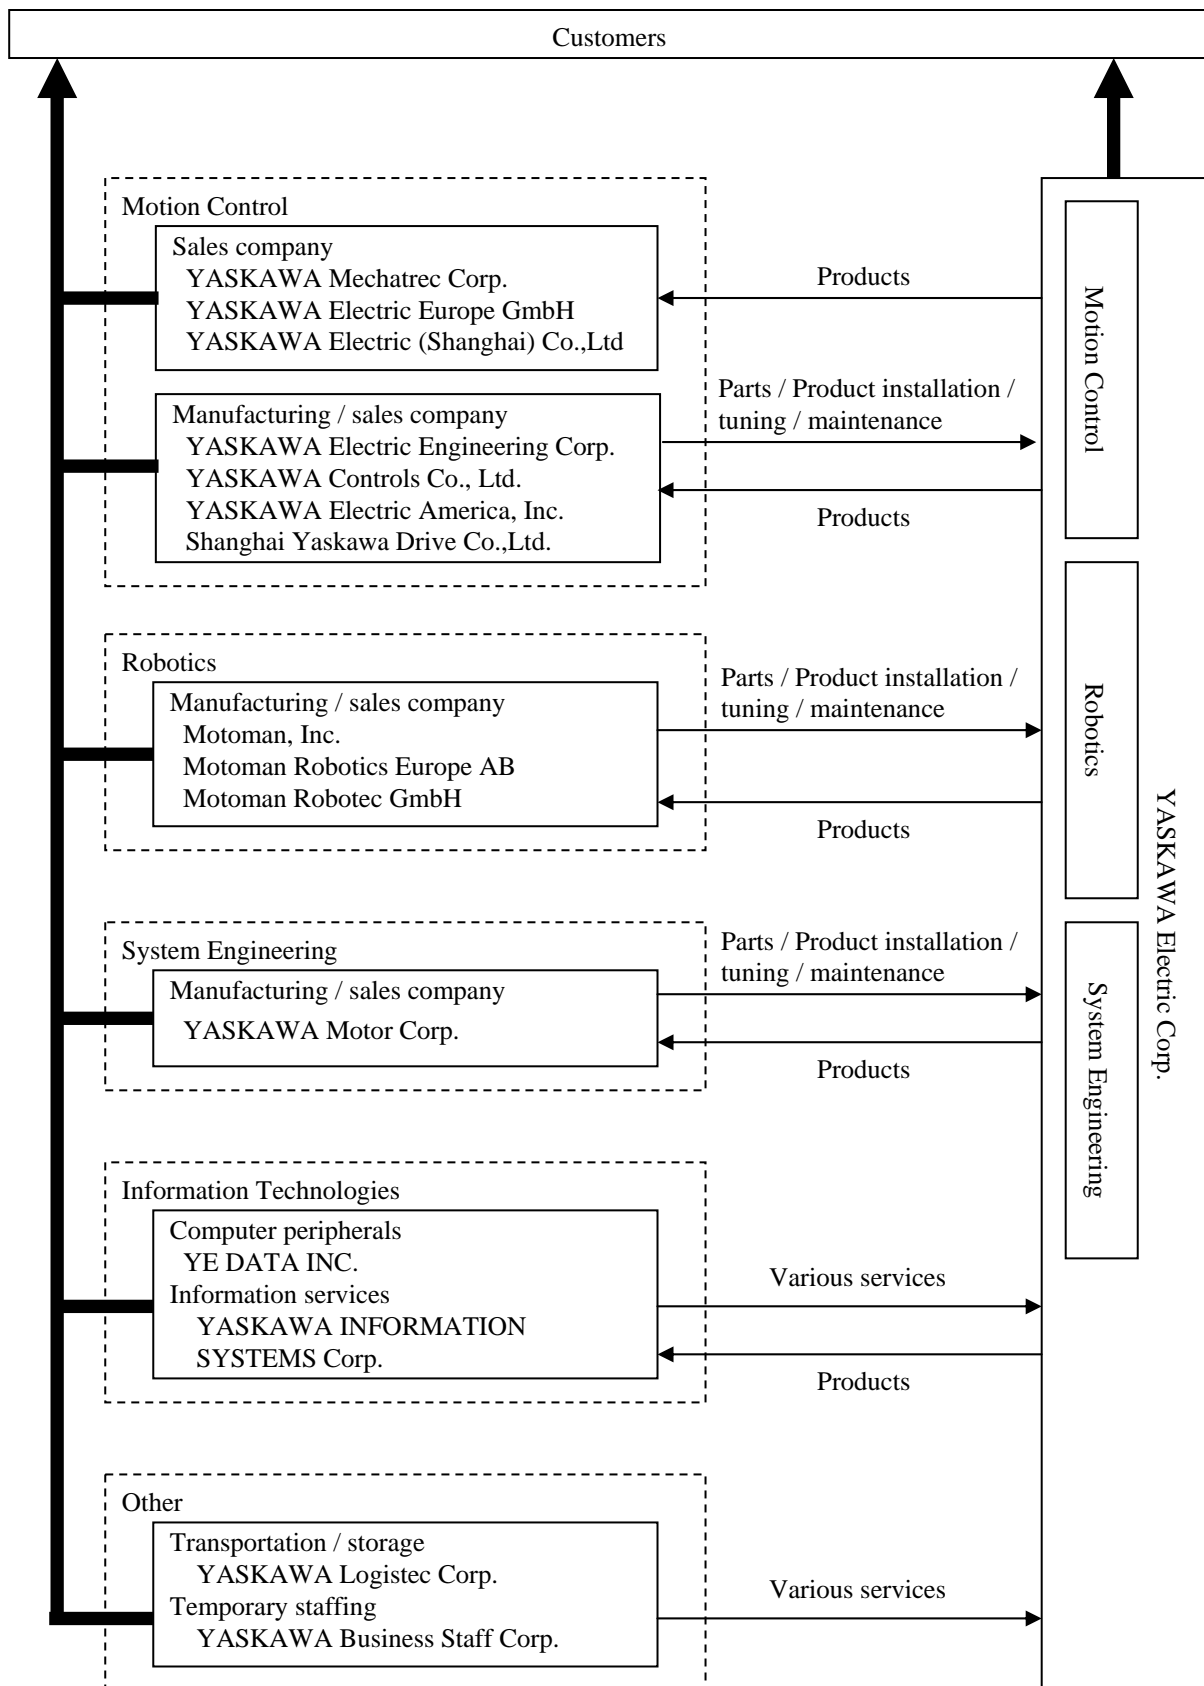 Customers
Motion Control
Sales company
YASKAWA Mechatrec Corp.
YASKAWA Electric Europe GmbH
YASKAWA Electric (Shanghai) Co.,Ltd
Products
Manufacturing / sales company
YASKAWA Electric Engineering Corp.
YASKAWA Controls Co., Ltd.
YASKAWA Electric America, Inc.
Shanghai Yaskawa Drive Co.,Ltd.
Parts / Product installation /
tuning / maintenance
Products
Motion Control
Robotics
Manufacturing / sales company
Motoman, Inc.
Motoman Robotics Europe AB
Motoman Robotec GmbH
Parts / Product installation /
tuning / maintenance
Products
Robotics
YASKAWA Electric Corp.
System Engineering
Manufacturing / sales company
YASKAWA Motor Corp.
Parts / Product installation /
tuning / maintenance
Products
System Engineering
Information Technologies
Computer peripherals
YE DATA INC.
Information services
YASKAWA INFORMATION
SYSTEMS Corp.
Various services
Products
Other
Transportation / storage
YASKAWA Logistec Corp.
Temporary staffing
YASKAWA Business Staff Corp.
Various services